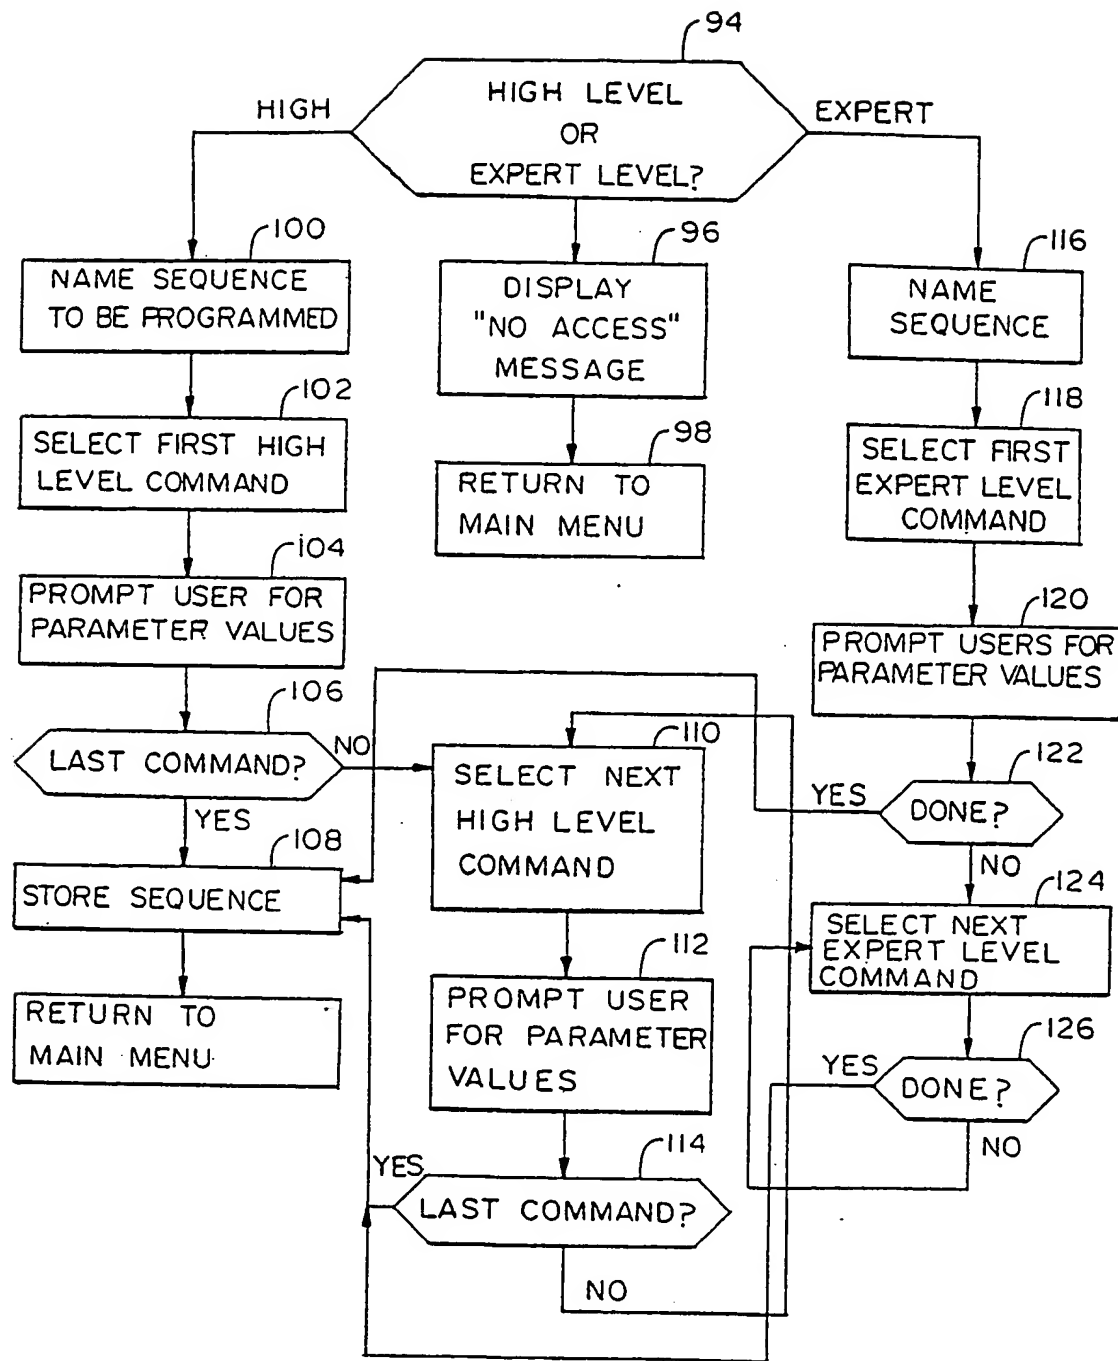 94
HIGH LEVEL
OR
EXPERT LEVEL?
HIGH
EXPERT
100
NAME SEQUENCE
TO BE PROGRAMMED
96
DISPLAY
"NO ACCESS"
MESSAGE
116
NAME
SEQUENCE
102
SELECT FIRST HIGH
LEVEL COMMAND
98
RETURN TO
MAIN MENU
118
SELECT FIRST
EXPERT LEVEL
COMMAND
104
PROMPT USER FOR
PARAMETER VALUES
120
PROMPT USERS FOR
PARAMETER VALUES
106
LAST COMMAND?
NO
YES
110
SELECT NEXT
HIGH LEVEL
COMMAND
122
DONE?
YES
NO
108
STORE SEQUENCE
124
SELECT NEXT
EXPERT LEVEL
COMMAND
RETURN TO
MAIN MENU
112
PROMPT USER
FOR PARAMETER
VALUES
126
DONE?
YES
NO
114
LAST COMMAND?
YES
NO